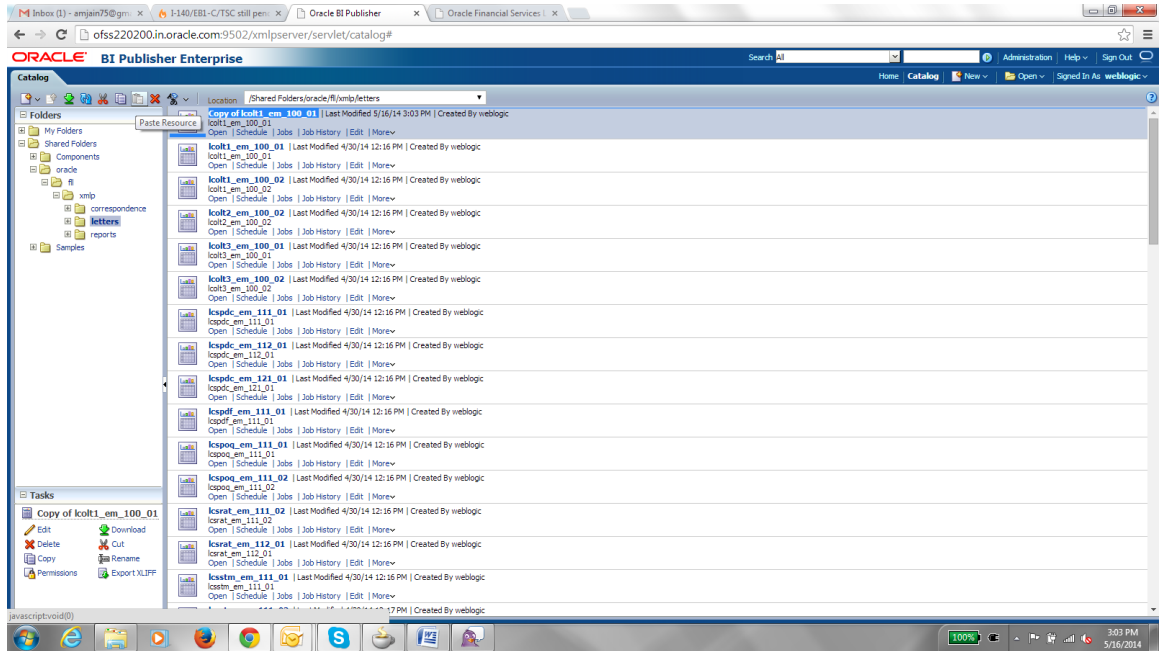 Inbox (1) - amjain75@gm
I-140/EB1-C/TSC still pen
Oracle BI Publisher
Oracle Financial Services
ofss220200.in.oracle.com:9502/xmlpserver/servlet/catalog#
ORACLE BI Publisher Enterprise
Search All
Administration Help Sign Out
Catalog
Home Catalog New Open Signed In As weblogic
Location /Shared Folders/oracle/fl/xmlp/letters
Folders
Paste Resource
My Folders
Shared Folders
Components
oracle
fl
xmlp
correspondence
letters
reports
Samples
Copy of lcolt1_em_100_01 | Last Modified 5/16/14 3:03 PM | Created By weblogic
lcolt1_em_100_01
Open | Schedule | Jobs | Job History | Edit | More
lcolt1_em_100_01 | Last Modified 4/30/14 12:16 PM | Created By weblogic
lcolt1_em_100_01
Open | Schedule | Jobs | Job History | Edit | More
lcolt1_em_100_02 | Last Modified 4/30/14 12:16 PM | Created By weblogic
lcolt1_em_100_02
Open | Schedule | Jobs | Job History | Edit | More
lcolt2_em_100_02 | Last Modified 4/30/14 12:16 PM | Created By weblogic
lcolt2_em_100_02
Open | Schedule | Jobs | Job History | Edit | More
lcolt3_em_100_01 | Last Modified 4/30/14 12:16 PM | Created By weblogic
lcolt3_em_100_01
Open | Schedule | Jobs | Job History | Edit | More
lcolt3_em_100_02 | Last Modified 4/30/14 12:16 PM | Created By weblogic
lcolt3_em_100_02
Open | Schedule | Jobs | Job History | Edit | More
lcspdc_em_111_01 | Last Modified 4/30/14 12:16 PM | Created By weblogic
lcspdc_em_111_01
Open | Schedule | Jobs | Job History | Edit | More
lcspdc_em_112_01 | Last Modified 4/30/14 12:16 PM | Created By weblogic
lcspdc_em_112_01
Open | Schedule | Jobs | Job History | Edit | More
lcspdc_em_121_01 | Last Modified 4/30/14 12:16 PM | Created By weblogic
lcspdc_em_121_01
Open | Schedule | Jobs | Job History | Edit | More
lcspdf_em_111_01 | Last Modified 4/30/14 12:16 PM | Created By weblogic
lcspdf_em_111_01
Open | Schedule | Jobs | Job History | Edit | More
lcspoq_em_111_01 | Last Modified 4/30/14 12:16 PM | Created By weblogic
lcspoq_em_111_01
Open | Schedule | Jobs | Job History | Edit | More
lcspoq_em_111_02 | Last Modified 4/30/14 12:16 PM | Created By weblogic
lcspoq_em_111_02
Open | Schedule | Jobs | Job History | Edit | More
lcsrat_em_111_02 | Last Modified 4/30/14 12:16 PM | Created By weblogic
lcsrat_em_111_02
Open | Schedule | Jobs | Job History | Edit | More
lcsrat_em_112_01 | Last Modified 4/30/14 12:16 PM | Created By weblogic
lcsrat_em_112_01
Open | Schedule | Jobs | Job History | Edit | More
lcsstm_em_111_01 | Last Modified 4/30/14 12:16 PM | Created By weblogic
lcsstm_em_111_01
Open | Schedule | Jobs | Job History | Edit | More
17 PM | Created By weblogic
Tasks
Copy of lcolt1_em_100_01
Edit Download
Delete Cut
Copy Rename
Permissions Export XLIFF
javascript:void(0)
100%
3:03 PM
5/16/2014